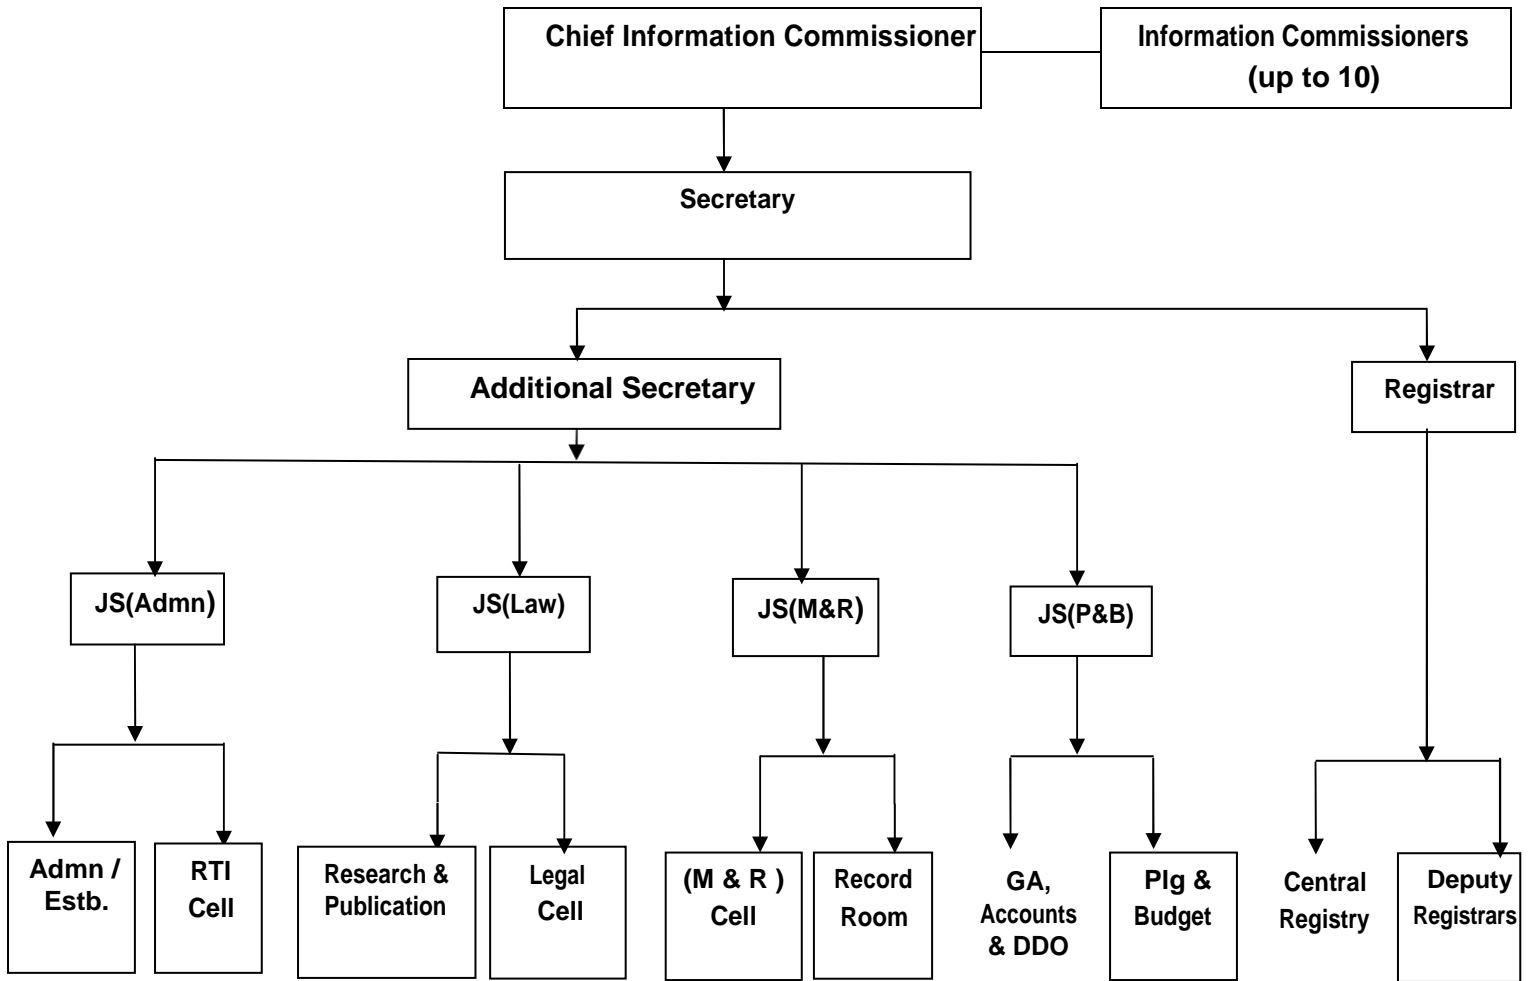 Chief Information Commissioner
Information Commissioners
(up to 10)
Secretary
Additional Secretary
Registrar
JS(Admn)
JS(Law)
JS(M&R)
JS(P&B)
Admn /
Estb.
RTI
Cell
Research &
Publication
Legal
Cell
(M & R )
Cell
Record
Room
GA,
Accounts
& DDO
Plg &
Budget
Central
Registry
Deputy
Registrars